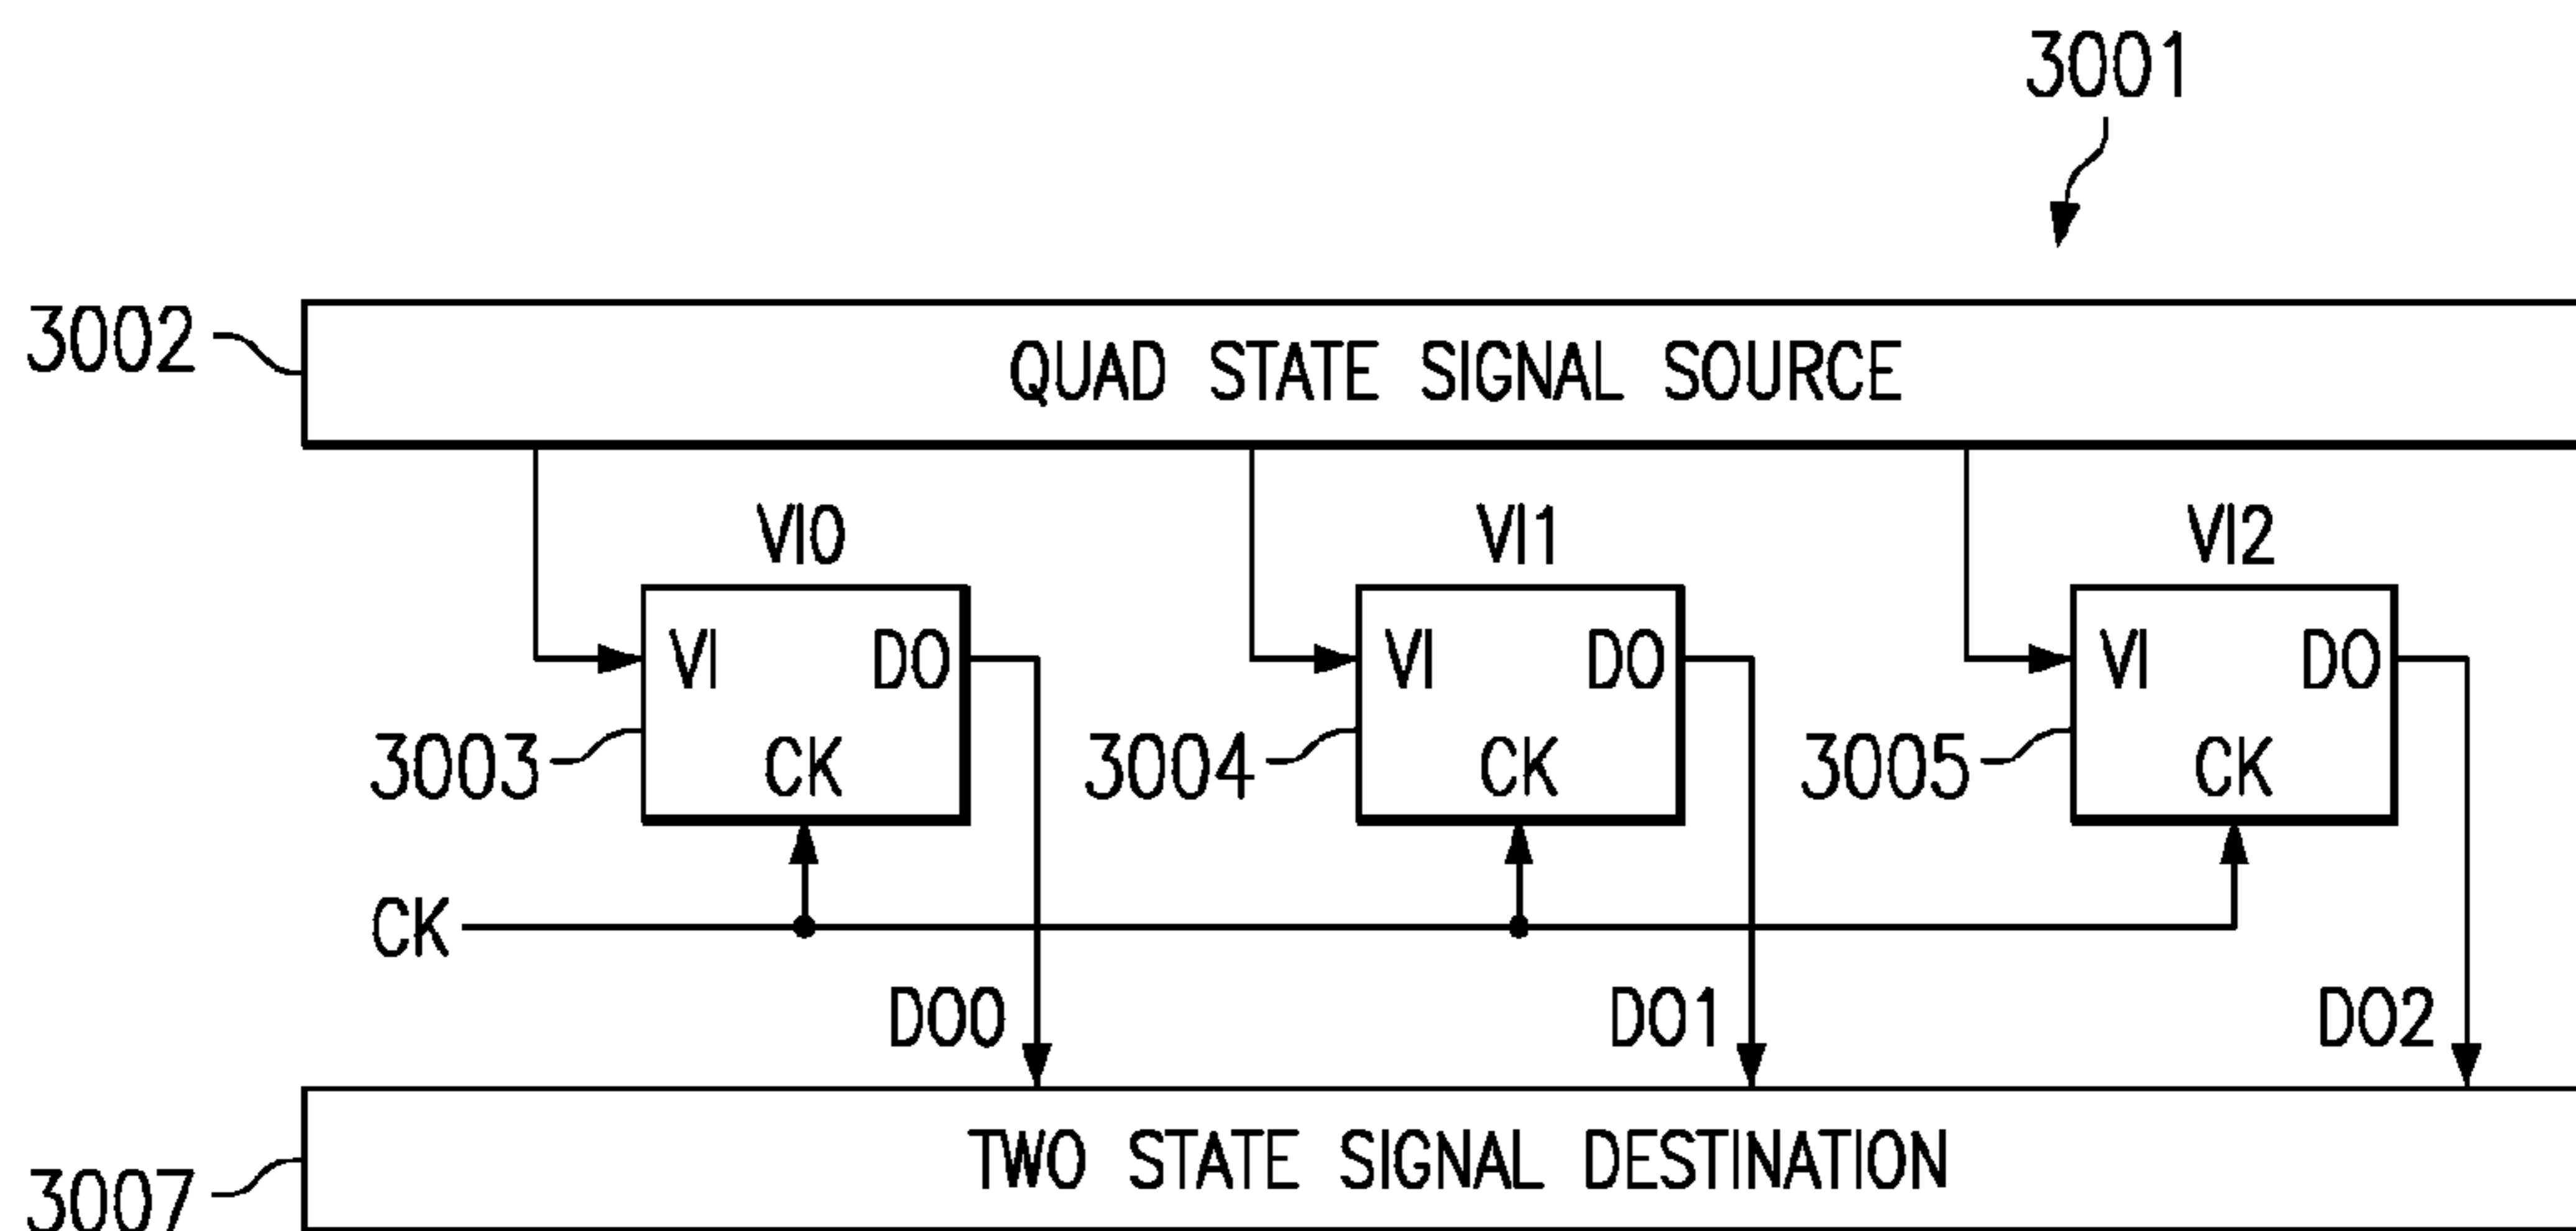 3001
3002
QUAD STATE SIGNAL SOURCE
VI0 VI1 VI2
VI DO VI DO VI DO
3003 CK 3004 CK 3005 CK
CK
DO0 DO1 DO2
TWO STATE SIGNAL DESTINATION
3007